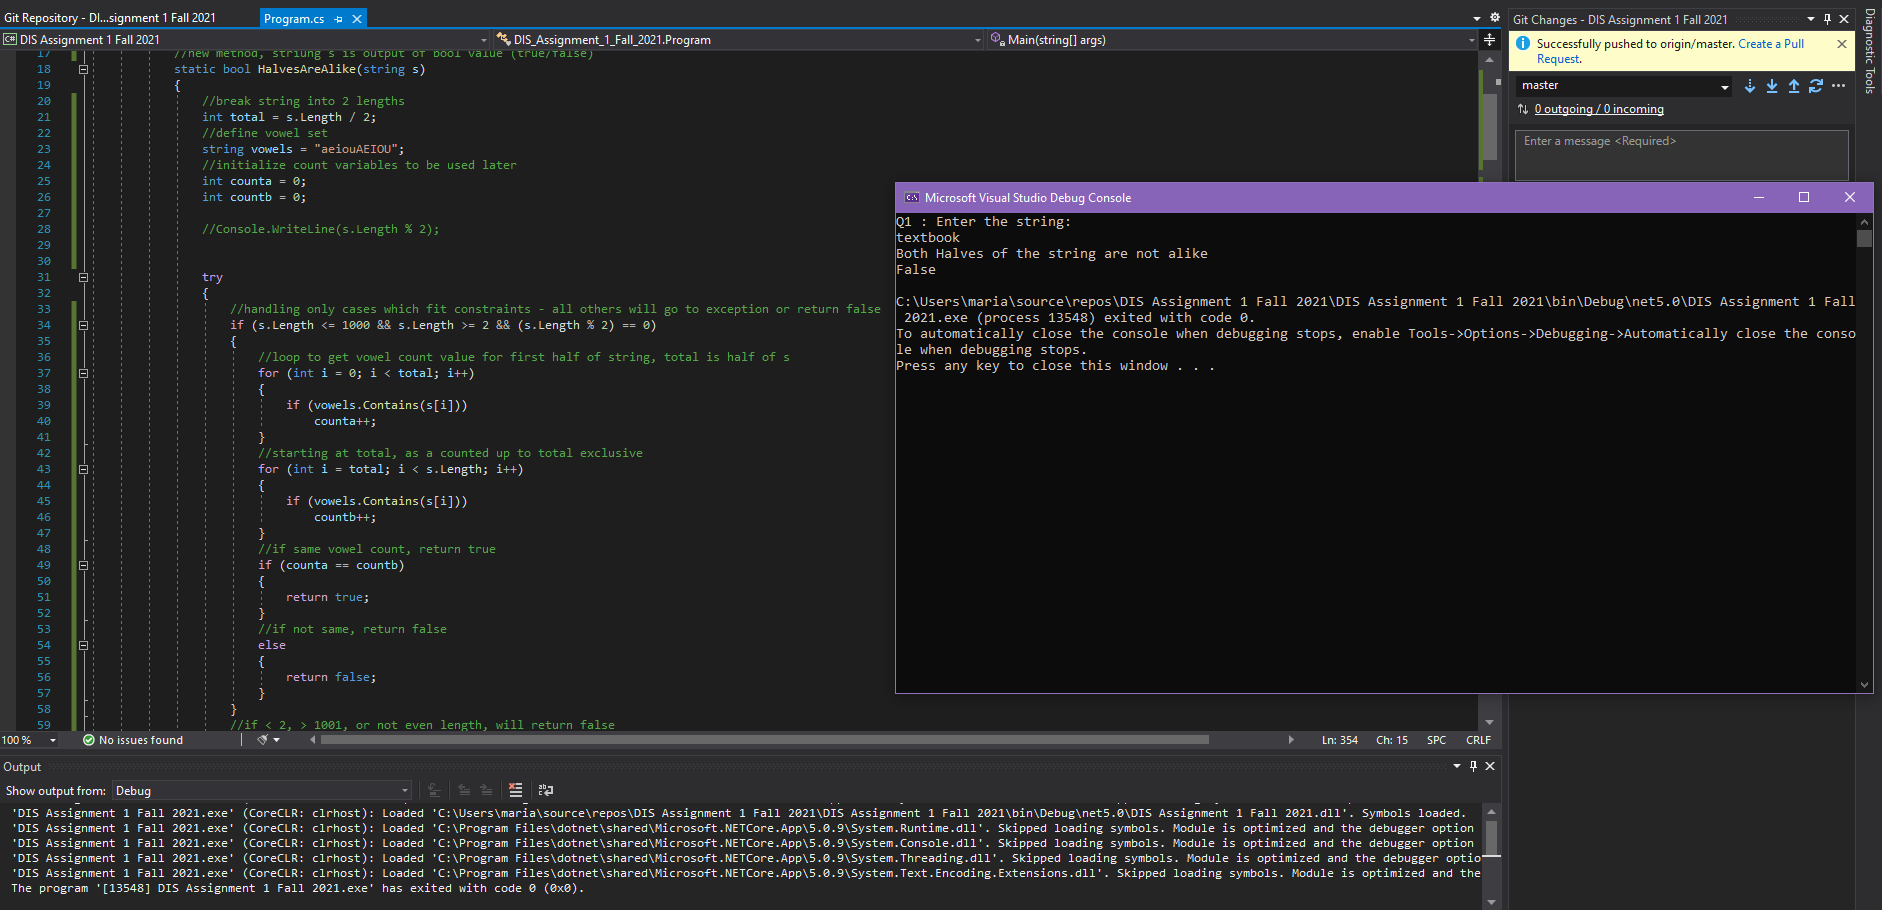 Git Repository - DI...signment 1 Fall 2021
Program.cs
DIS Assignment 1 Fall 2021
DIS_Assignment_1_Fall_2021.Program
Main(string[] args)
17 //new method, striung s is output of bool value (true/false)
18 static bool HalvesAreAlike(string s)
19 {
20 //break string into 2 lengths
21 int total = s.Length / 2;
22 //define vowel set
23 string vowels = "aeiouAEIOU";
24 //initialize count variables to be used later
25 int counta = 0;
26 int countb = 0;
27
28 //Console.WriteLine(s.Length % 2);
29
30
31 try
32 {
33 //handling only cases which fit constraints - all others will go to exception or return false
34 if (s.Length <= 1000 && s.Length >= 2 && (s.Length % 2) == 0)
35 {
36 //loop to get vowel count value for first half of string, total is half of s
37 for (int i = 0; i < total; i++)
38 {
39 if (vowels.Contains(s[i]))
40 counta++;
41 }
42 //starting at total, as a counted up to total exclusive
43 for (int i = total; i < s.Length; i++)
44 {
45 if (vowels.Contains(s[i]))
46 countb++;
47 }
48 //if same vowel count, return true
49 if (counta == countb)
50 {
51 return true;
52 }
53 //if not same, return false
54 else
55 {
56 return false;
57 }
58 }
59 //if < 2, > 1001, or not even length, will return false
100 %
No issues found
Ln: 354 Ch: 15 SPC CRLF
Git Changes - DIS Assignment 1 Fall 2021
Successfully pushed to origin/master. Create a Pull
Request.
master
0 outgoing / 0 incoming
Enter a message <Required>
Diagnostic Tools
Microsoft Visual Studio Debug Console
Q1 : Enter the string:
textbook
Both Halves of the string are not alike
False
C:\Users\maria\source\repos\DIS Assignment 1 Fall 2021\DIS Assignment 1 Fall 2021\bin\Debug\net5.0\DIS Assignment 1 Fall
2021.exe (process 13548) exited with code 0.
To automatically close the console when debugging stops, enable Tools->Options->Debugging->Automatically close the conso
le when debugging stops.
Press any key to close this window . . .
Output
Show output from: Debug
'DIS Assignment 1 Fall 2021.exe' (CoreCLR: clrhost): Loaded 'C:\Users\maria\source\repos\DIS Assignment 1 Fall 2021\DIS Assignment 1 Fall 2021\bin\Debug\net5.0\DIS Assignment 1 Fall 2021.dll'. Symbols loaded.
'DIS Assignment 1 Fall 2021.exe' (CoreCLR: clrhost): Loaded 'C:\Program Files\dotnet\shared\Microsoft.NETCore.App\5.0.9\System.Runtime.dll'. Skipped loading symbols. Module is optimized and the debugger option
'DIS Assignment 1 Fall 2021.exe' (CoreCLR: clrhost): Loaded 'C:\Program Files\dotnet\shared\Microsoft.NETCore.App\5.0.9\System.Console.dll'. Skipped loading symbols. Module is optimized and the debugger option
'DIS Assignment 1 Fall 2021.exe' (CoreCLR: clrhost): Loaded 'C:\Program Files\dotnet\shared\Microsoft.NETCore.App\5.0.9\System.Threading.dll'. Skipped loading symbols. Module is optimized and the debugger optio
'DIS Assignment 1 Fall 2021.exe' (CoreCLR: clrhost): Loaded 'C:\Program Files\dotnet\shared\Microsoft.NETCore.App\5.0.9\System.Text.Encoding.Extensions.dll'. Skipped loading symbols. Module is optimized and the
The program '[13548] DIS Assignment 1 Fall 2021.exe' has exited with code 0 (0x0).